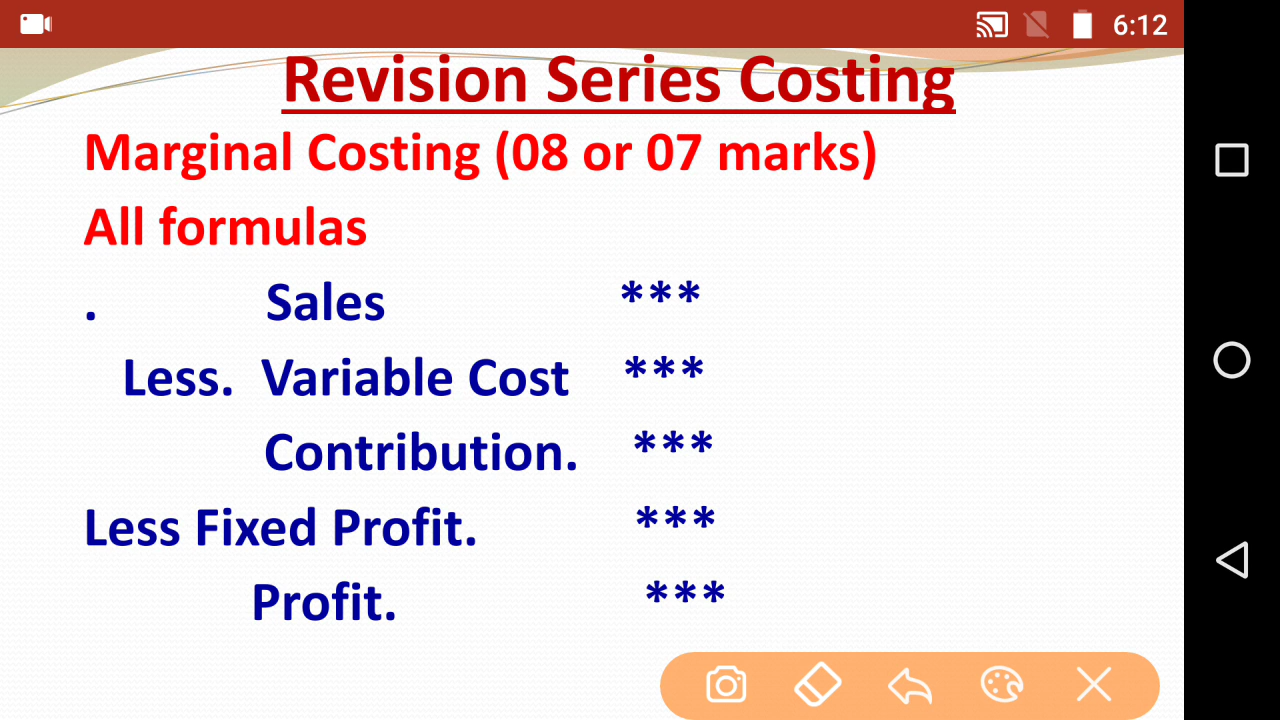 6:12
Revision Series Costing
Marginal Costing (08 or 07 marks)
All formulas
. Sales ***
Less. Variable Cost ***
Contribution. ***
Less Fixed Profit. ***
Profit. ***